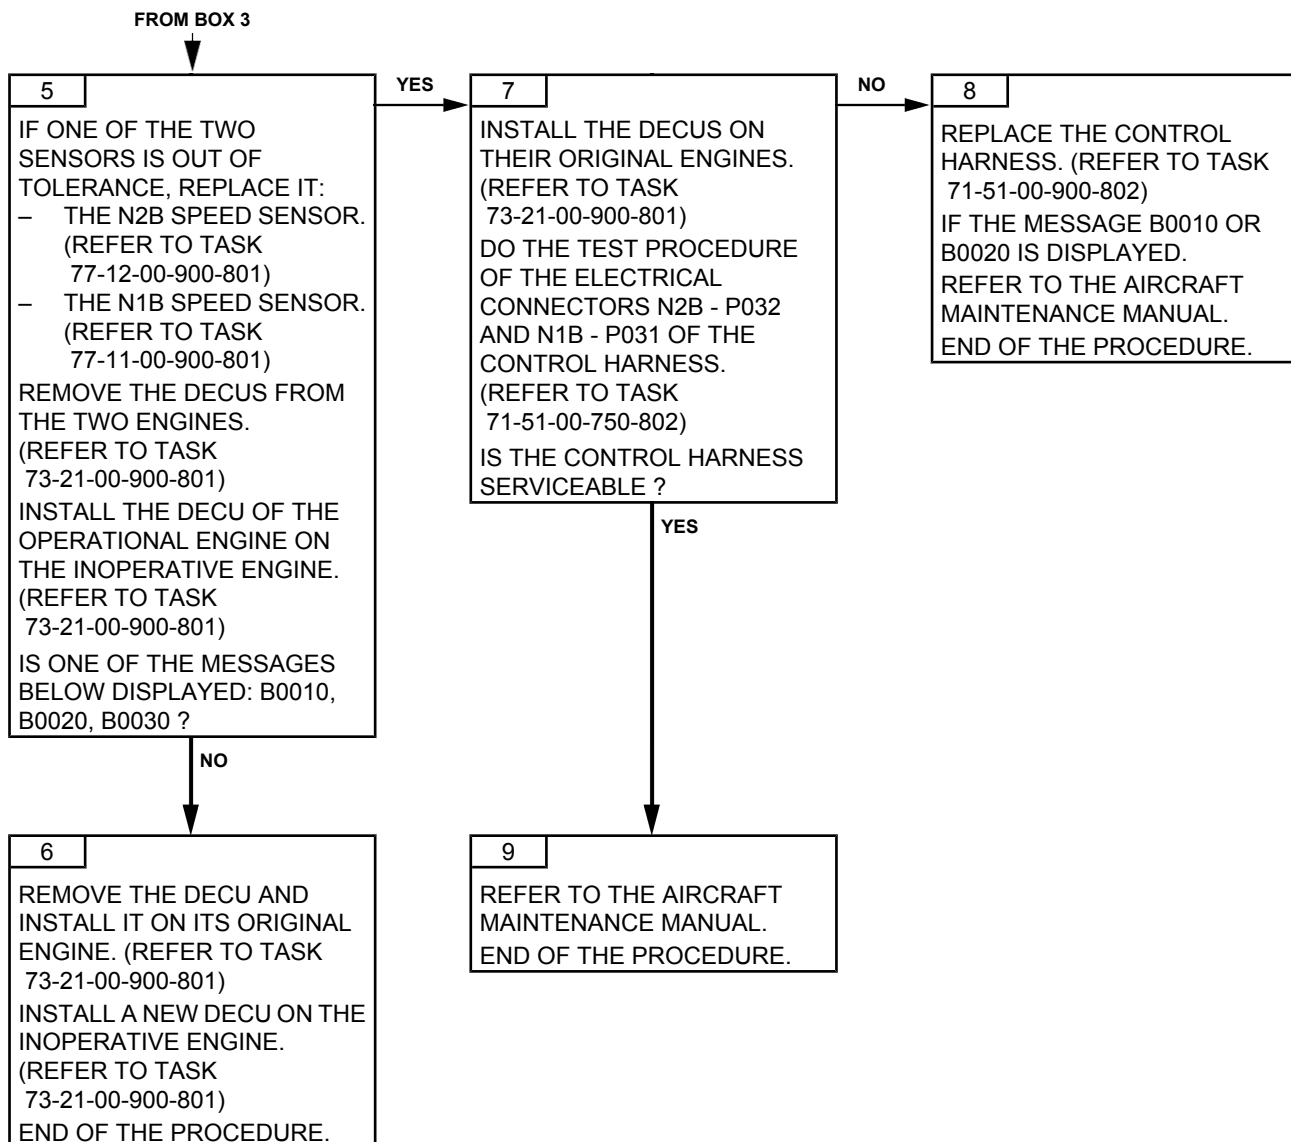 FROM BOX 3
5
IF ONE OF THE TWO
SENSORS IS OUT OF
TOLERANCE, REPLACE IT:
– THE N2B SPEED SENSOR.
(REFER TO TASK
77-12-00-900-801)
– THE N1B SPEED SENSOR.
(REFER TO TASK
77-11-00-900-801)
REMOVE THE DECUS FROM
THE TWO ENGINES.
(REFER TO TASK
73-21-00-900-801)
INSTALL THE DECU OF THE
OPERATIONAL ENGINE ON
THE INOPERATIVE ENGINE.
(REFER TO TASK
73-21-00-900-801)
IS ONE OF THE MESSAGES
BELOW DISPLAYED: B0010,
B0020, B0030 ?
YES
7
INSTALL THE DECUS ON
THEIR ORIGINAL ENGINES.
(REFER TO TASK
73-21-00-900-801)
DO THE TEST PROCEDURE
OF THE ELECTRICAL
CONNECTORS N2B - P032
AND N1B - P031 OF THE
CONTROL HARNESS.
(REFER TO TASK
71-51-00-750-802)
IS THE CONTROL HARNESS
SERVICEABLE ?
NO
8
REPLACE THE CONTROL
HARNESS. (REFER TO TASK
71-51-00-900-802)
IF THE MESSAGE B0010 OR
B0020 IS DISPLAYED.
REFER TO THE AIRCRAFT
MAINTENANCE MANUAL.
END OF THE PROCEDURE.
NO
YES
6
REMOVE THE DECU AND
INSTALL IT ON ITS ORIGINAL
ENGINE. (REFER TO TASK
73-21-00-900-801)
INSTALL A NEW DECU ON THE
INOPERATIVE ENGINE.
(REFER TO TASK
73-21-00-900-801)
END OF THE PROCEDURE.
9
REFER TO THE AIRCRAFT
MAINTENANCE MANUAL.
END OF THE PROCEDURE.